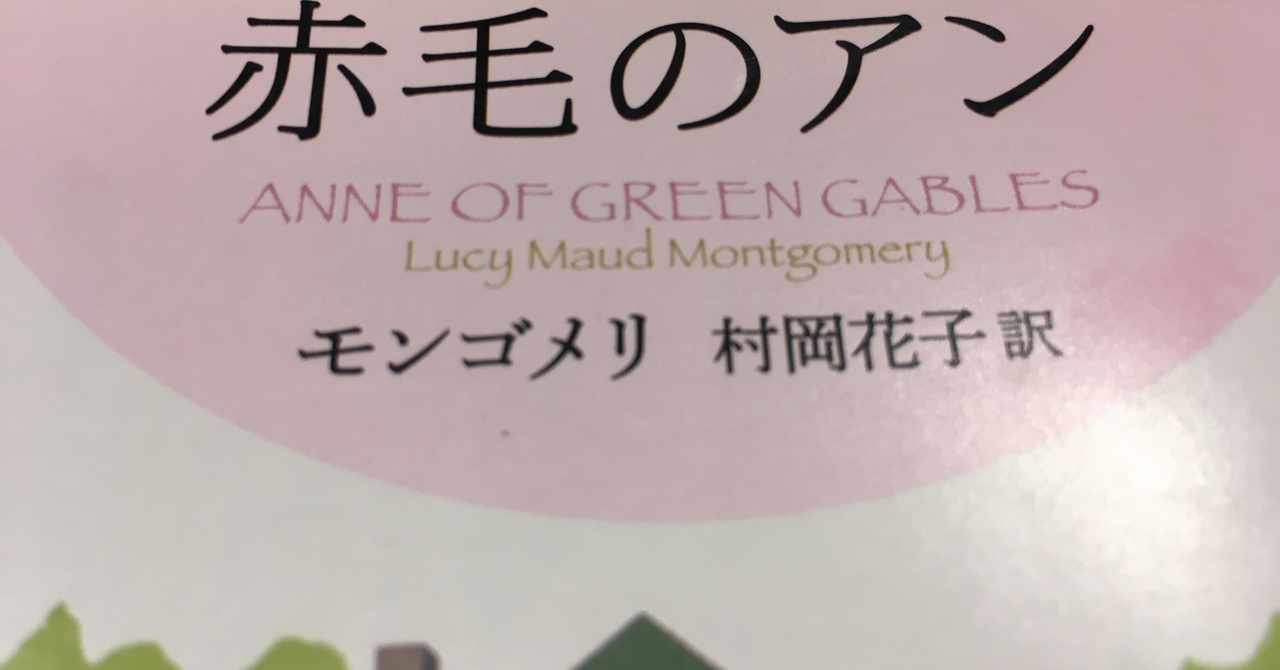 赤毛のアン
ANNE OF GREEN GABLES
Lucy Maud Montgomery
モンゴメリ 村岡花子 訳